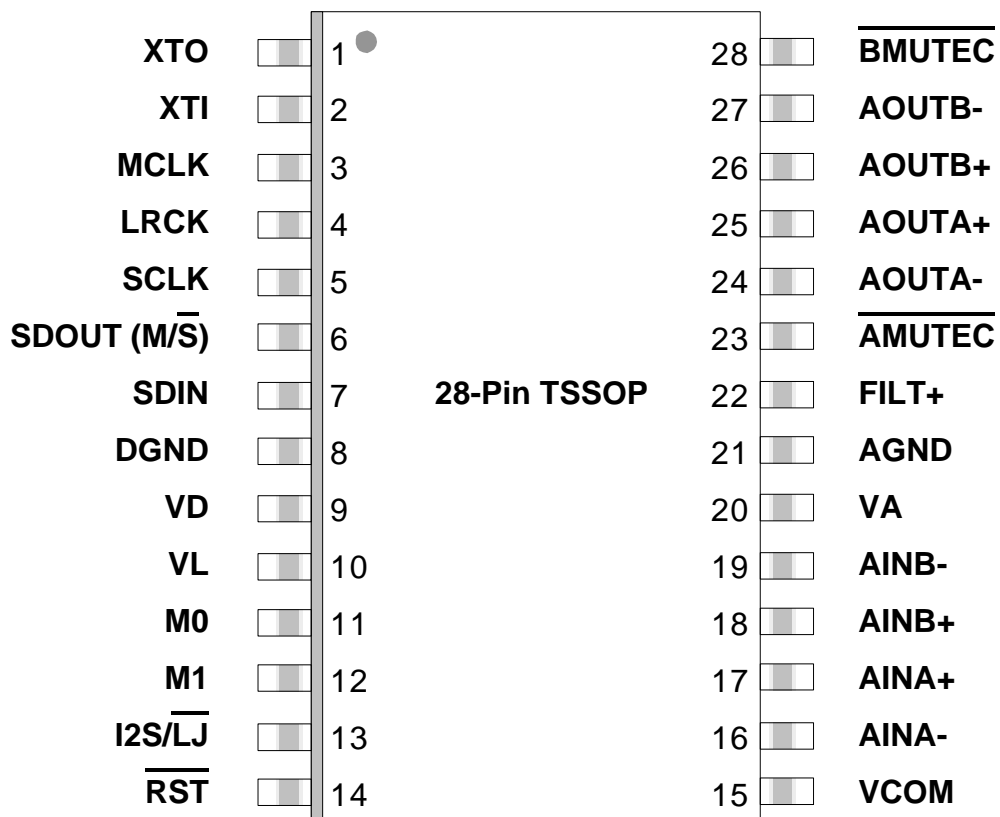 XTO 1 28 BMUTEC
XTI 2 27 AOUTB-
MCLK 3 26 AOUTB+
LRCK 4 25 AOUTA+
SCLK 5 24 AOUTA-
SDOUT (M/S) 6 23 AMUTEC
SDIN 7 28-Pin TSSOP 22 FILT+
DGND 8 21 AGND
VD 9 20 VA
VL 10 19 AINB-
M0 11 18 AINB+
M1 12 17 AINA+
I2S/LJ 13 16 AINA-
RST 14 15 VCOM